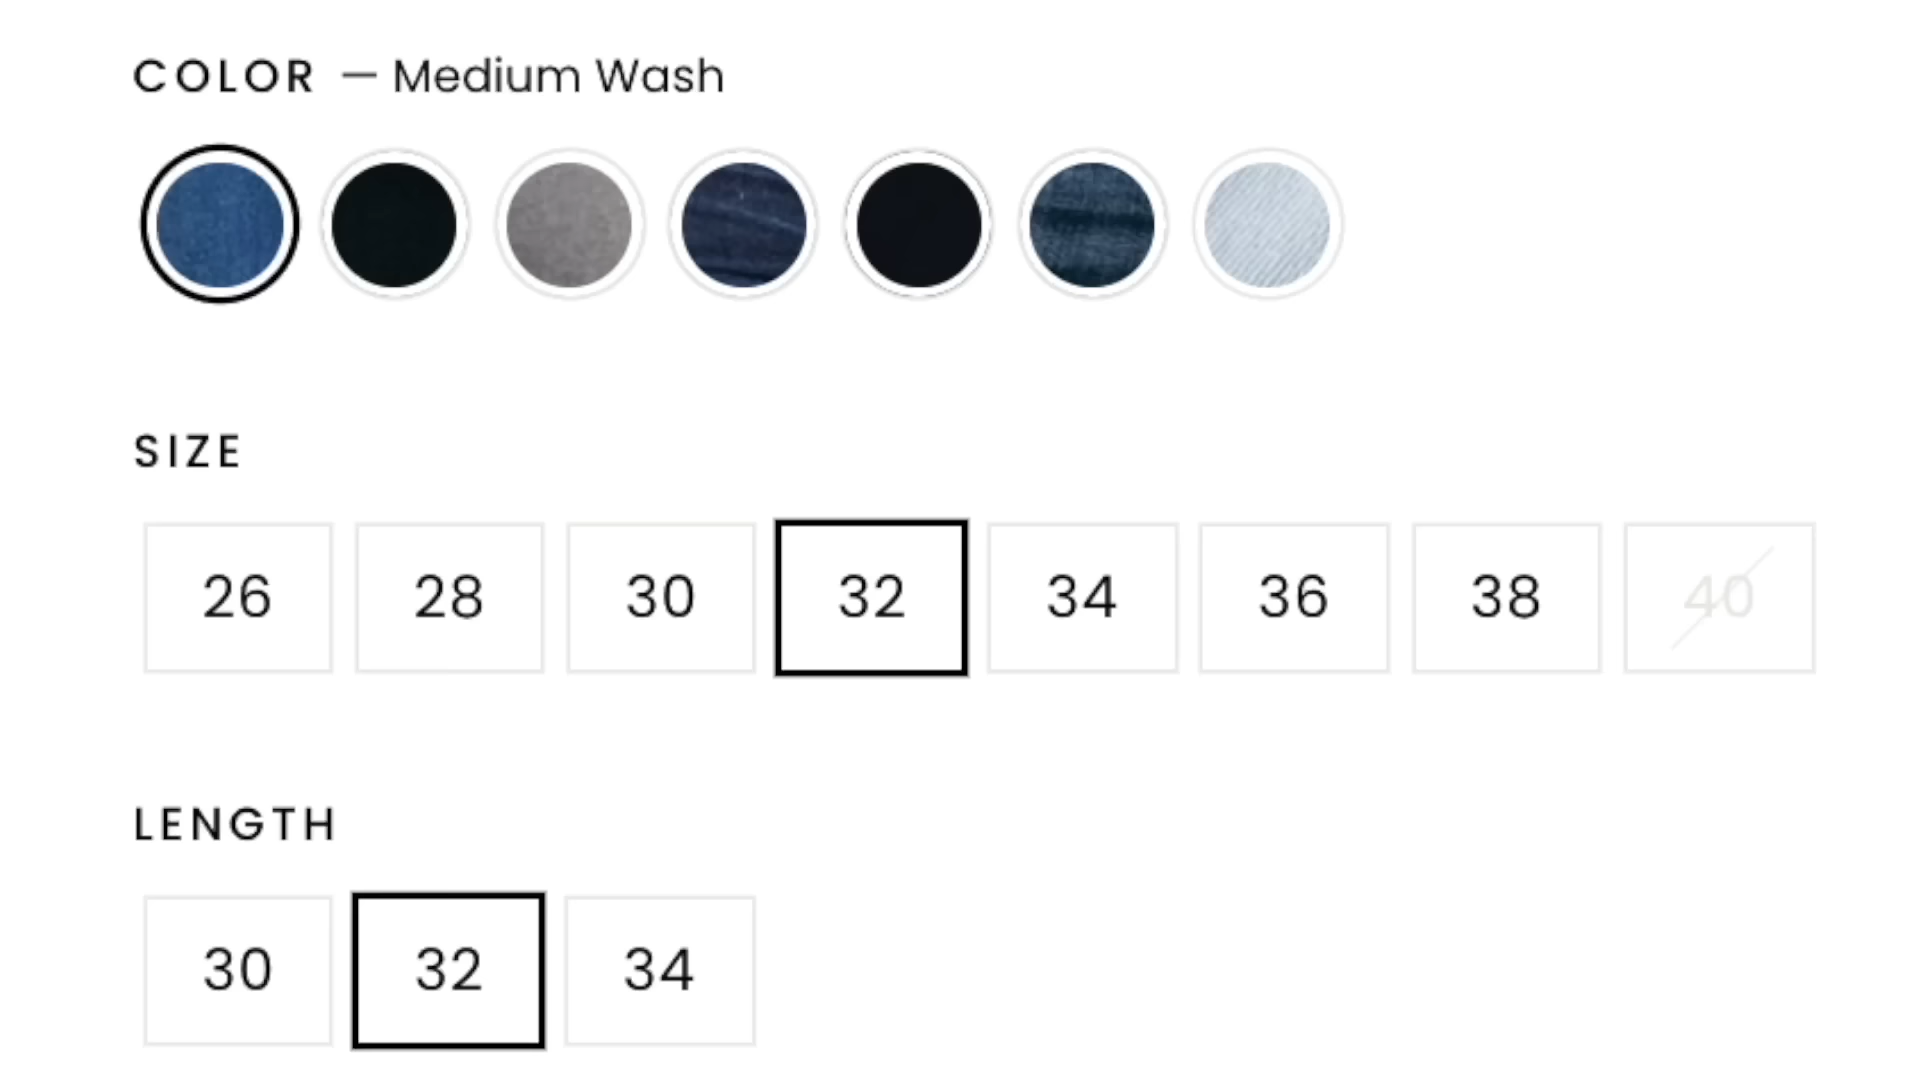 COLOR — Medium Wash
SIZE
26 28 30 32 34 36 38 40
LENGTH
30 32 34